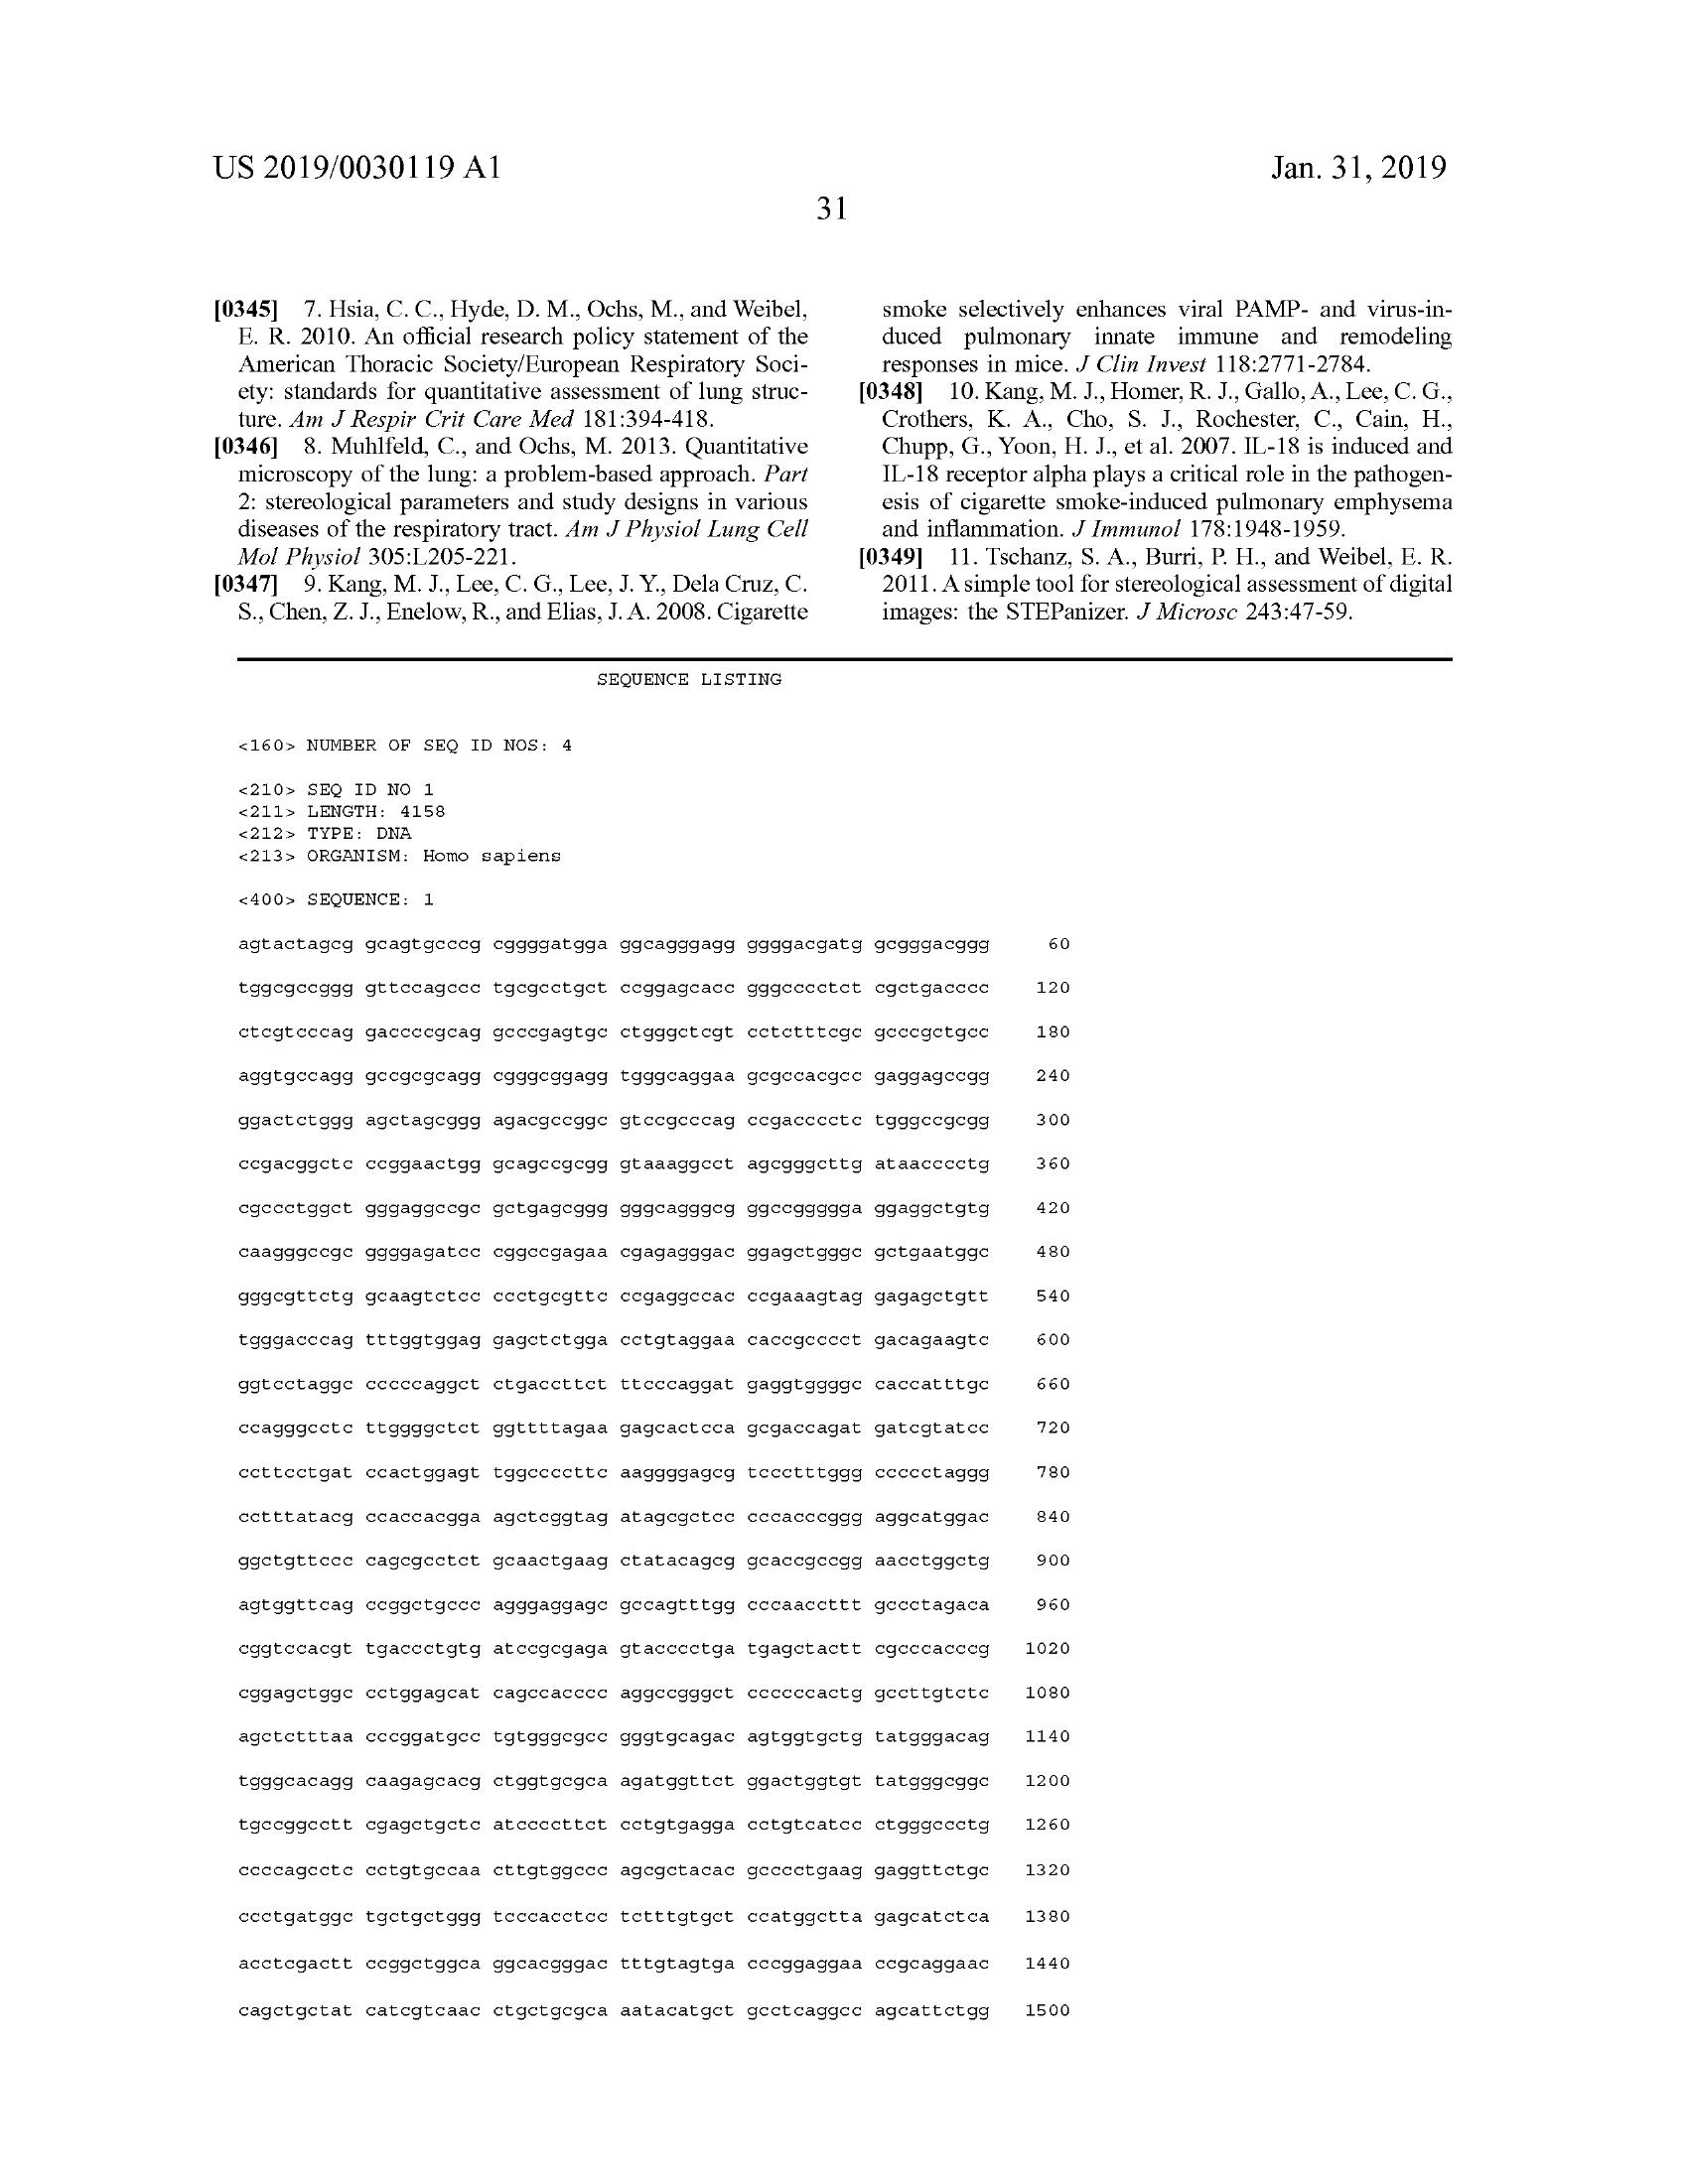 US 2019/0030119 A1
Jan. 31, 2019
31
[0345] 7. Hsia, C. C., Hyde, D. M., Ochs, M., and Weibel,
E. R. 2010. An official research policy statement of the
American Thoracic Society/European Respiratory Soci-
ety: standards for quantitative assessment of lung struc-
ture. Am J Respir Crit Care Med 181:394-418.
[0346] 8. Muhlfeld, C., and Ochs, M. 2013. Quantitative
microscopy of the lung: a problem-based approach. Part
2: stereological parameters and study designs in various
diseases of the respiratory tract. Am J Physiol Lung Cell
Mol Physiol 305:L205-221.
[0347] 9. Kang, M. J., Lee, C. G., Lee, J. Y., Dela Cruz, C.
S., Chen, Z. J., Enelow, R., and Elias, J. A. 2008. Cigarette
smoke selectively enhances viral PAMP- and virus-in-
duced pulmonary innate immune and remodeling
responses in mice. J Clin Invest 118:2771-2784.
[0348] 10. Kang, M. J., Homer, R. J., Gallo, A., Lee, C. G.,
Crothers, K. A., Cho, S. J., Rochester, C., Cain, H.,
Chupp, G., Yoon, H. J., et al. 2007. IL-18 is induced and
IL-18 receptor alpha plays a critical role in the pathogen-
esis of cigarette smoke-induced pulmonary emphysema
and inflammation. J Immunol 178:1948-1959.
[0349] 11. Tschanz, S. A., Burri, P. H., and Weibel, E. R.
2011. A simple tool for stereological assessment of digital
images: the STEPanizer. J Microsc 243:47-59.
SEQUENCE LISTING
<160> NUMBER OF SEQ ID NOS: 4
<210> SEQ ID NO 1
<211> LENGTH: 4158
<212> TYPE: DNA
<213> ORGANISM: Homo sapiens
<400> SEQUENCE: 1
agtactagcg gcagtgcccg cggggatgga ggcagggagg gggggacgatg gcgggacggg 60
tggcgccggg gttccagccc tgcgcctgct ccggagcacc gggcccctct cgctgacccc 120
ctcgtcccag gaccccgcag gcccgagtgc ctgggctcgt cctctttcgc gcccgctgcc 180
aggtgccagg gccgcgcagg cgggcggagg tgggcaggaa gcgccacgcc gaggagccgg 240
ggactctggg agctagcggg agacgccggc gtccgcccag ccgacccctc tgggccgcgg 300
ccgacggctc ccggaactgg gcagccgcgg gtaaaggcct agcgggcttg ataacccctg 360
cgccctggct gggaggccgc gctgagcggg gggcagggcg ggccggggga ggaggctgtg 420
caagggccgc ggggagatcc cggccgagaa cgagagggac ggagctgggc gctgaatggc 480
gggcgttctg gcaagtctcc ccctgcgttc ccgaggccac ccgaaagtag gagagctgtt 540
tgggacccag tttggtggag gagctctgga cctgtaggaa caccgcccct gacagaagtc 600
ggtcctaggc cccccaggct ctgaccttct ttcccaggat gaggtggggc caccatttgc 660
ccagggcctc ttggggctct ggttttagaa gagcactcca gcgaccagat gatcgtatcc 720
ccttcctgat ccactggagt tggccccttc aaggggagcg tccctttggg ccccctaggg 780
cctttatacg ccaccacgga agctcggtag atagcgctcc cccacccggg aggcatggac 840
ggctgttccc cagcgcctct gcaactgaag ctatacagcg gcaccgccgg aacctggctg 900
agtggttcag ccggctgccc agggaggagc gccagtttgg cccaaccttt gccctagaca 960
cggtccacgt tgaccctgtg atccgcgaga gtacccctga tgagctactt cgcccacccg 1020
cggagctggc cctggagcat cagccacccc aggccgggct ccccccactg gccttgtctc 1080
agctctttaa cccggatgcc tgtgggcgcc gggtgcagac agtggtgctg tatgggacag 1140
tgggcacagg caagagcacg ctggtgcgca agatggttct ggactggtgt tatgggcggc 1200
tgccggcctt cgagctgctc atccccttct cctgtgagga cctgtcatcc ctgggccctg 1260
ccccagcctc cctgtgccaa cttgtggccc agcgctacac gcccctgaag gaggttctgc 1320
ccctgatggc tgctgctggg tcccacctcc tctttgtgct ccatggctta gagcatctca 1380
acctcgactt ccggctggca ggcacgggac tttgtagtga cccggaggaa ccgcaggaac 1440
cagctgctat catcgtcaac ctgctgcgca aatacatgct gcctcaggcc agcattctgg 1500